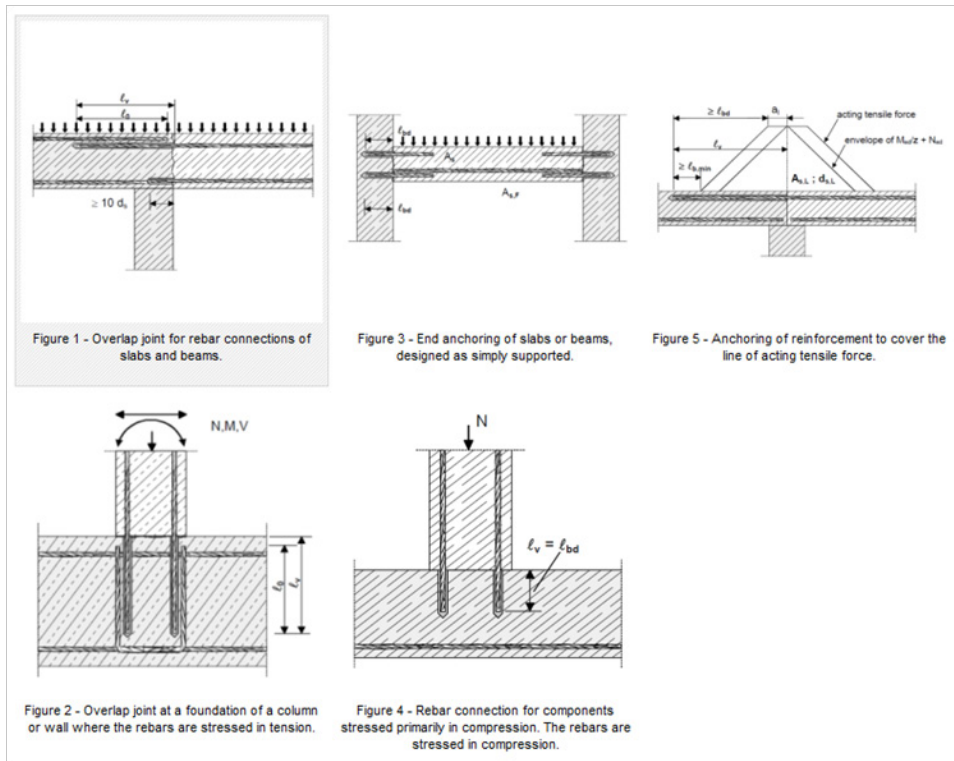 ℓv
ℓ0
≥ 10 ds
Figure 1 - Overlap joint for rebar connections of
slabs and beams.
ℓbd
As
As,F
ℓbd
Figure 3 - End anchoring of slabs or beams,
designed as simply supported.
≥ ℓbd
al
acting tensile force
ℓv
envelope of MEd/z + NEd
≥ ℓb,min
As,L ; ds,L
Figure 5 - Anchoring of reinforcement to cover the
line of acting tensile force.
N,M,V
ℓ0
ℓv
Figure 2 - Overlap joint at a foundation of a column
or wall where the rebars are stressed in tension.
N
ℓv = ℓbd
Figure 4 - Rebar connection for components
stressed primarily in compression. The rebars are
stressed in compression.